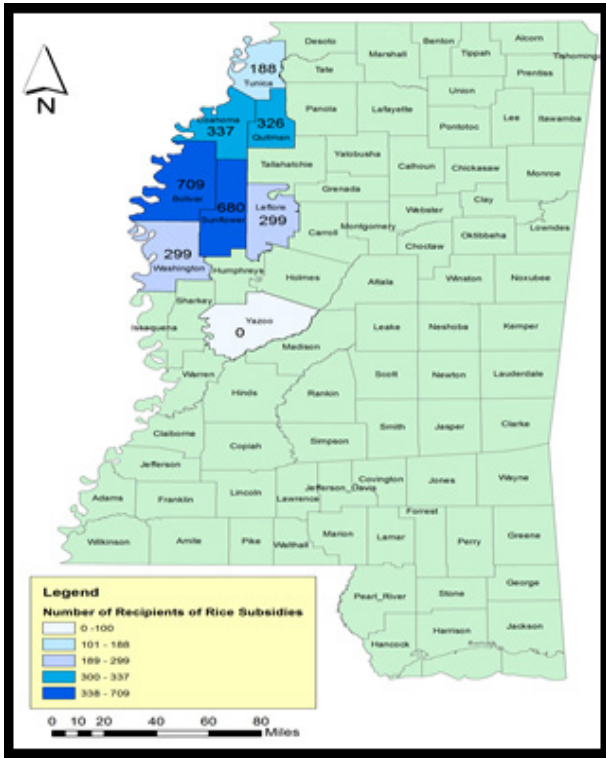 Desoto
Marshall
Benton
Tippah
Alcorn
Tishomingo
Prentiss
188
Tunica
Tate
Union
Panola
Lafayette
Pontotoc
Lee
Itawamba
Coahoma
337
326
Quitman
Tallahatchie
Yalobusha
Calhoun
Chickasaw
Monroe
709
Bolivar
680
Sunflower
Grenada
Leflore
299
Carroll
Montgomery
Webster
Clay
Lowndes
Oktibbeha
Choctaw
299
Washington
Humphreys
Holmes
Attala
Winston
Noxubee
Sharkey
Issaquena
Yazoo
0
Madison
Leake
Neshoba
Kemper
Warren
Hinds
Rankin
Scott
Newton
Lauderdale
Claiborne
Copiah
Simpson
Smith
Jasper
Clarke
Jefferson
Adams
Franklin
Lincoln
Lawrence
Jefferson_Davis
Covington
Jones
Wayne
Wilkinson
Amite
Pike
Walthall
Marion
Lamar
Forrest
Perry
Greene
Pearl_River
Stone
George
Hancock
Harrison
Jackson
N
Legend
Number of Recipients of Rice Subsidies
0 -100
101 - 188
189 - 299
300 - 337
338 - 709
0 10 20 40 60 80
Miles